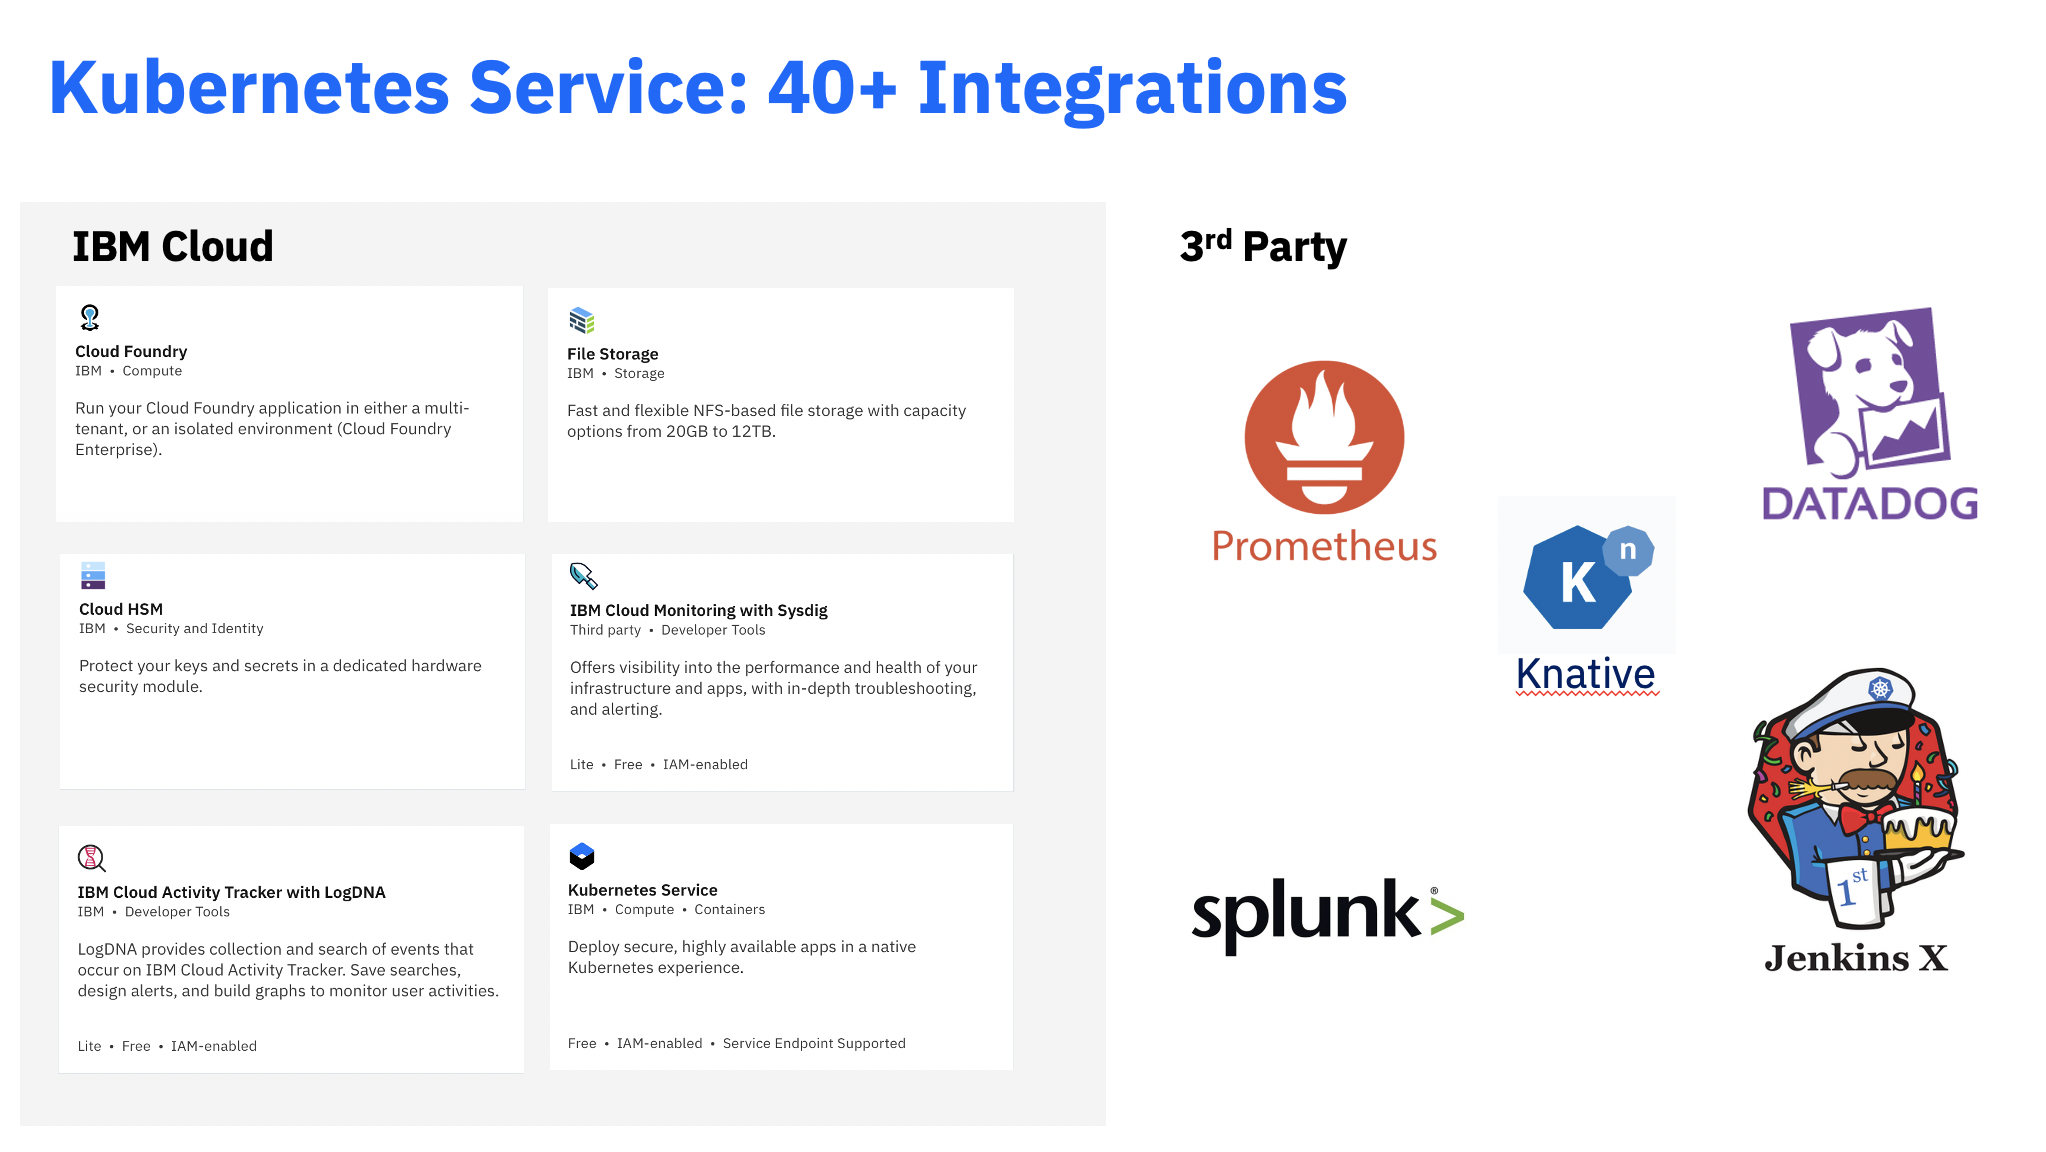 Kubernetes Service: 40+ Integrations
IBM Cloud
Cloud Foundry
IBM • Compute
Run your Cloud Foundry application in either a multi-
tenant, or an isolated environment (Cloud Foundry
Enterprise).
File Storage
IBM • Storage
Fast and flexible NFS-based file storage with capacity
options from 20GB to 12TB.
Cloud HSM
IBM • Security and Identity
Protect your keys and secrets in a dedicated hardware
security module.
IBM Cloud Monitoring with Sysdig
Third party • Developer Tools
Offers visibility into the performance and health of your
infrastructure and apps, with in-depth troubleshooting,
and alerting.
Lite • Free • IAM-enabled
IBM Cloud Activity Tracker with LogDNA
IBM • Developer Tools
LogDNA provides collection and search of events that
occur on IBM Cloud Activity Tracker. Save searches,
design alerts, and build graphs to monitor user activities.
Lite • Free • IAM-enabled
Kubernetes Service
IBM • Compute • Containers
Deploy secure, highly available apps in a native
Kubernetes experience.
Free • IAM-enabled • Service Endpoint Supported
3rd Party
Prometheus
DATADOG
K n
Knative
splunk>®
1st
Jenkins X